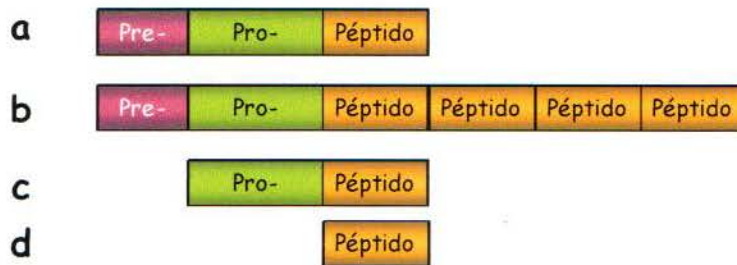 a Pre- Pro- Péptido
b Pre- Pro- Péptido Péptido Péptido Péptido
c Pro- Péptido
d Péptido